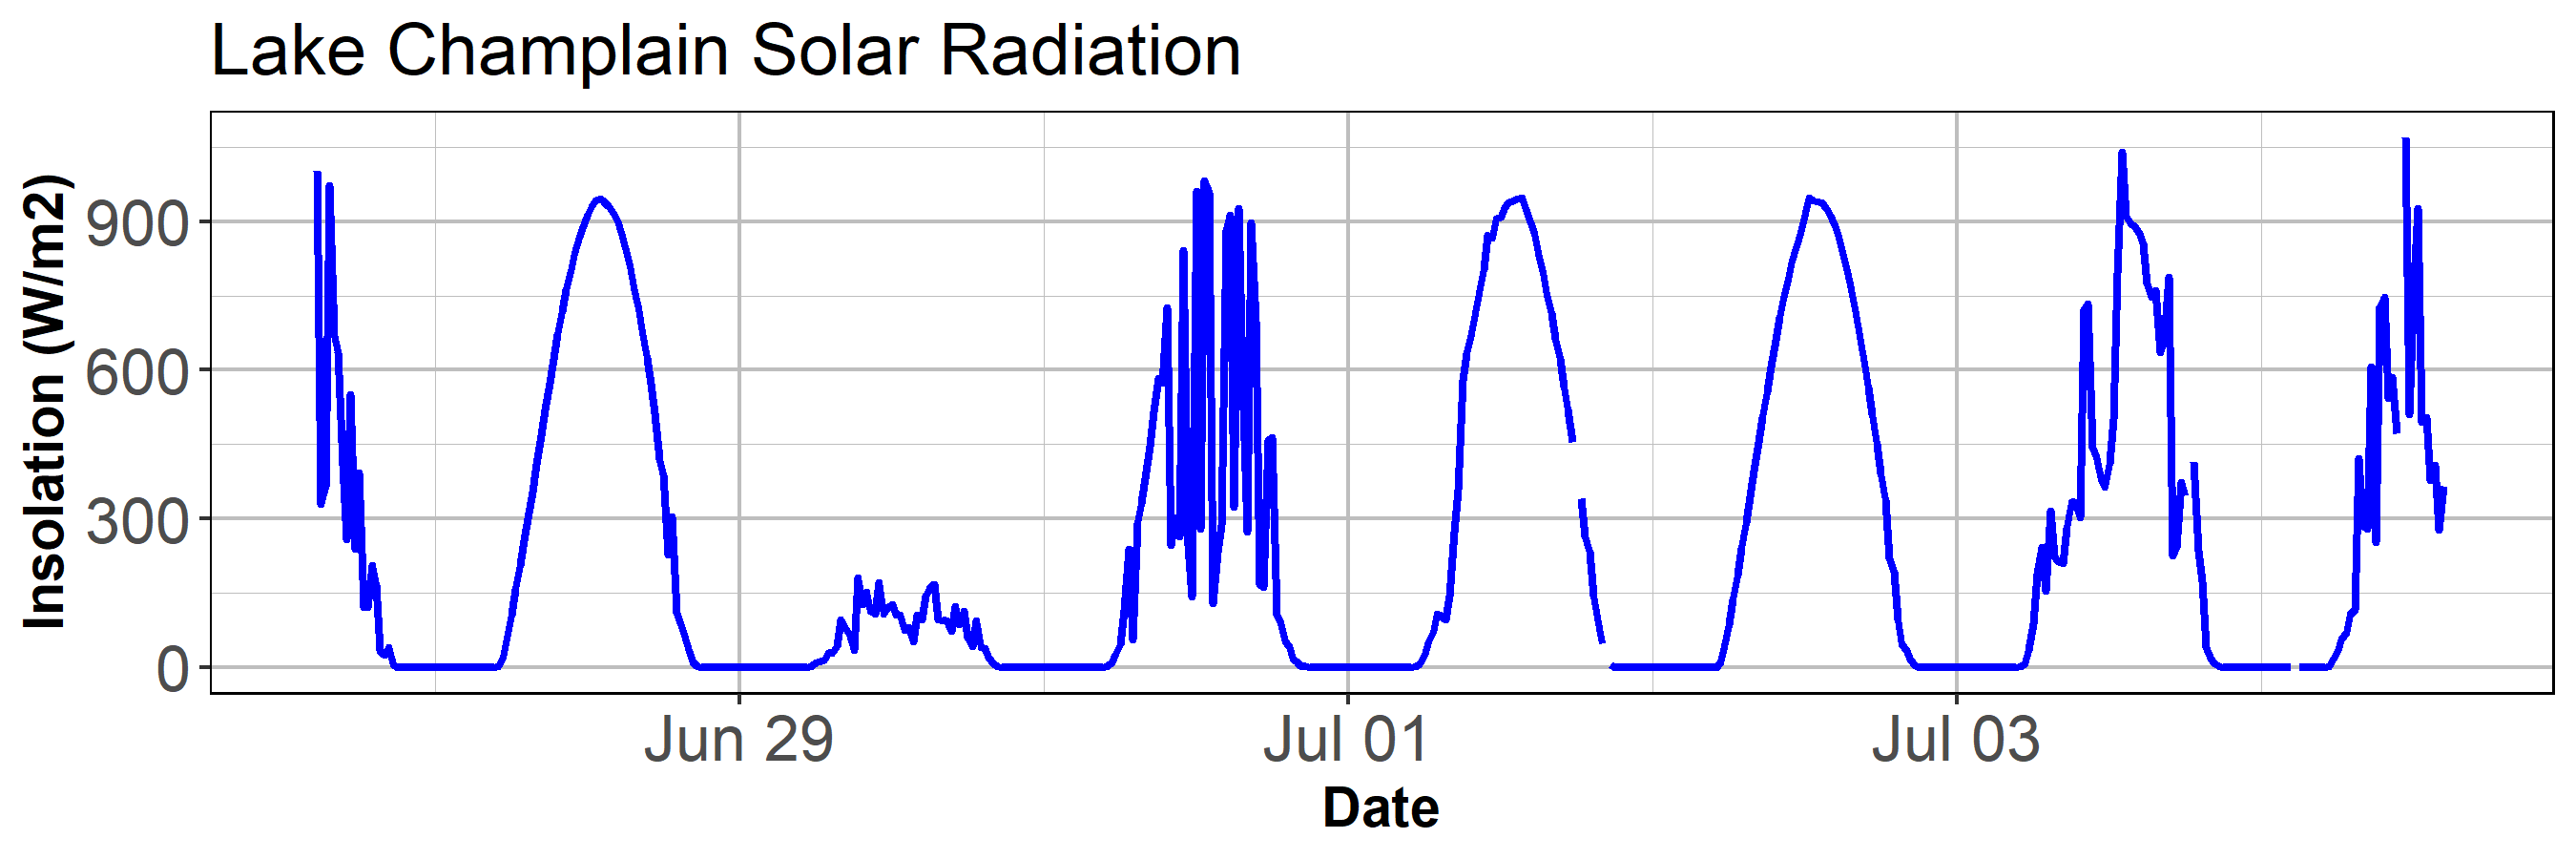 Lake Champlain Solar Radiation
Insolation (W/m2)
900
600
300
0
Jun 29
Jul 01
Jul 03
Date